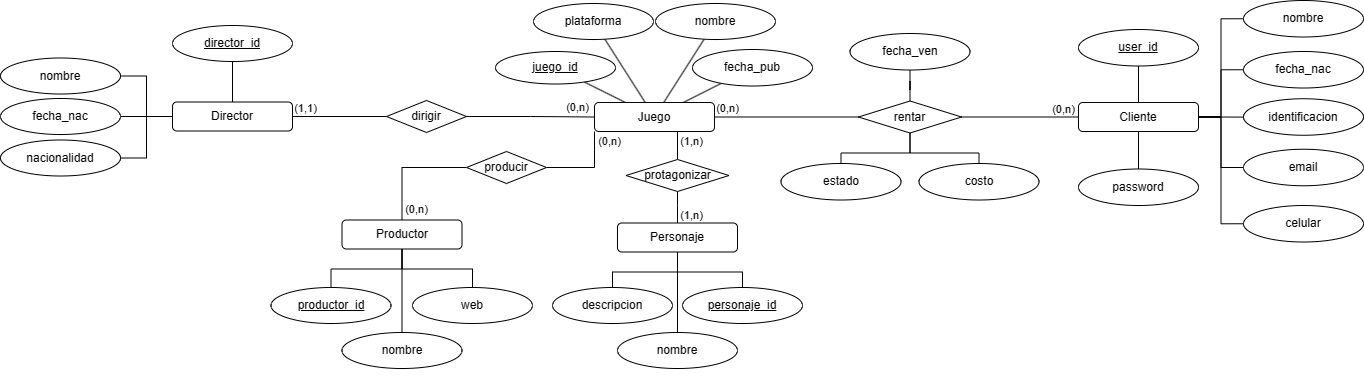 plataforma
nombre
nombre
director_id
user_id
fecha_ven
juego_id
fecha_pub
fecha_nac
nombre
(1,1)
(0,n)
(0,n)
(0,n)
fecha_nac
Director
dirigir
Juego
rentar
Cliente
identificacion
(0,n)
(1,n)
nacionalidad
producir
protagonizar
email
estado
costo
password
(0,n)
(1,n)
celular
Productor
Personaje
productor_id
web
descripcion
personaje_id
nombre
nombre